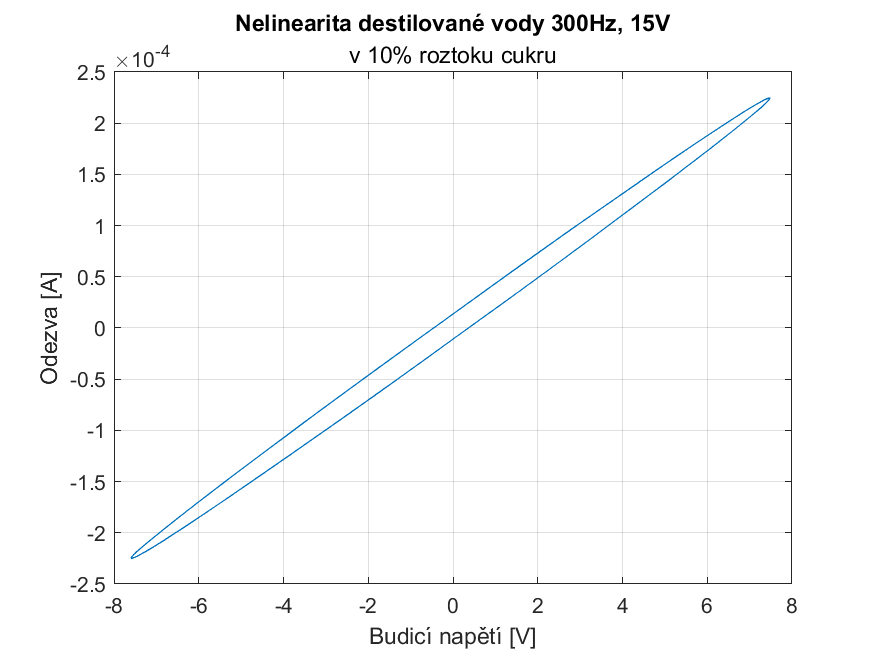 Nelinearita destilované vody 300Hz, 15V
v 10% roztoku cukru
×10-4
2.5
2
1.5
1
0.5
0
-0.5
-1
-1.5
-2
-2.5
-8 -6 -4 -2 0 2 4 6 8
Odezva [A]
Budicí napětí [V]